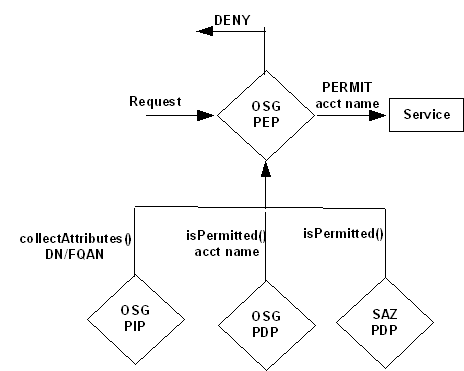 DENY
Request
OSG
PEP
PERMIT
acct name
Service
collectAttributes()
DN/FQAN
isPermitted()
acct name
isPermitted()
OSG
PIP
OSG
PDP
SAZ
PDP